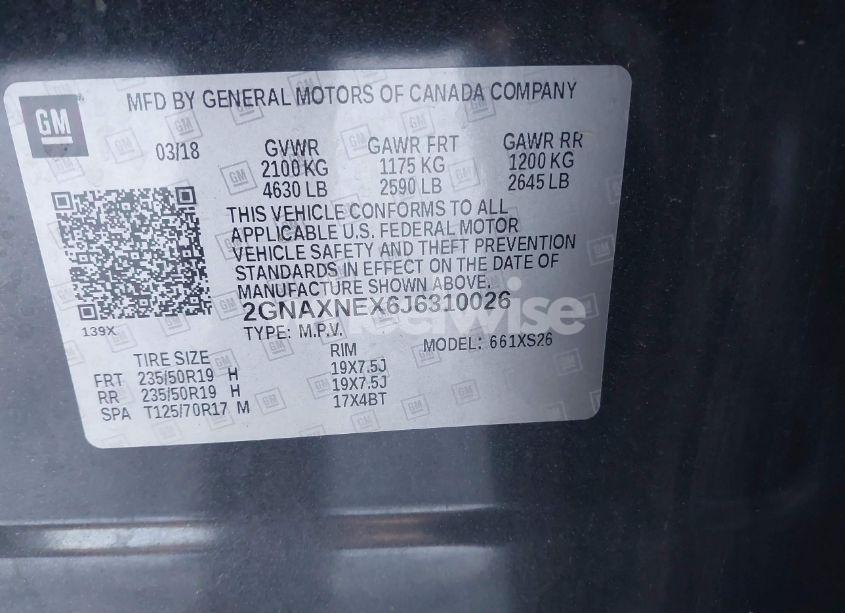 GM
MFD BY GENERAL MOTORS OF CANADA COMPANY
03/18
GVWR
2100 KG
4630 LB
GAWR FRT
1175 KG
2590 LB
GAWR RR
1200 KG
2645 LB
THIS VEHICLE CONFORMS TO ALL
APPLICABLE U.S. FEDERAL MOTOR
VEHICLE SAFETY AND THEFT PREVENTION
STANDARDS IN EFFECT ON THE DATE OF
MANUFACTURE SHOWN ABOVE.
2GNAXNEX6J6310026
139X
TYPE: M.P.V.
MODEL: 661XS26
TIRE SIZE
RIM
FRT 235/50R19 H 19X7.5J
RR 235/50R19 H 19X7.5J
SPA T125/70R17 M 17X4BT